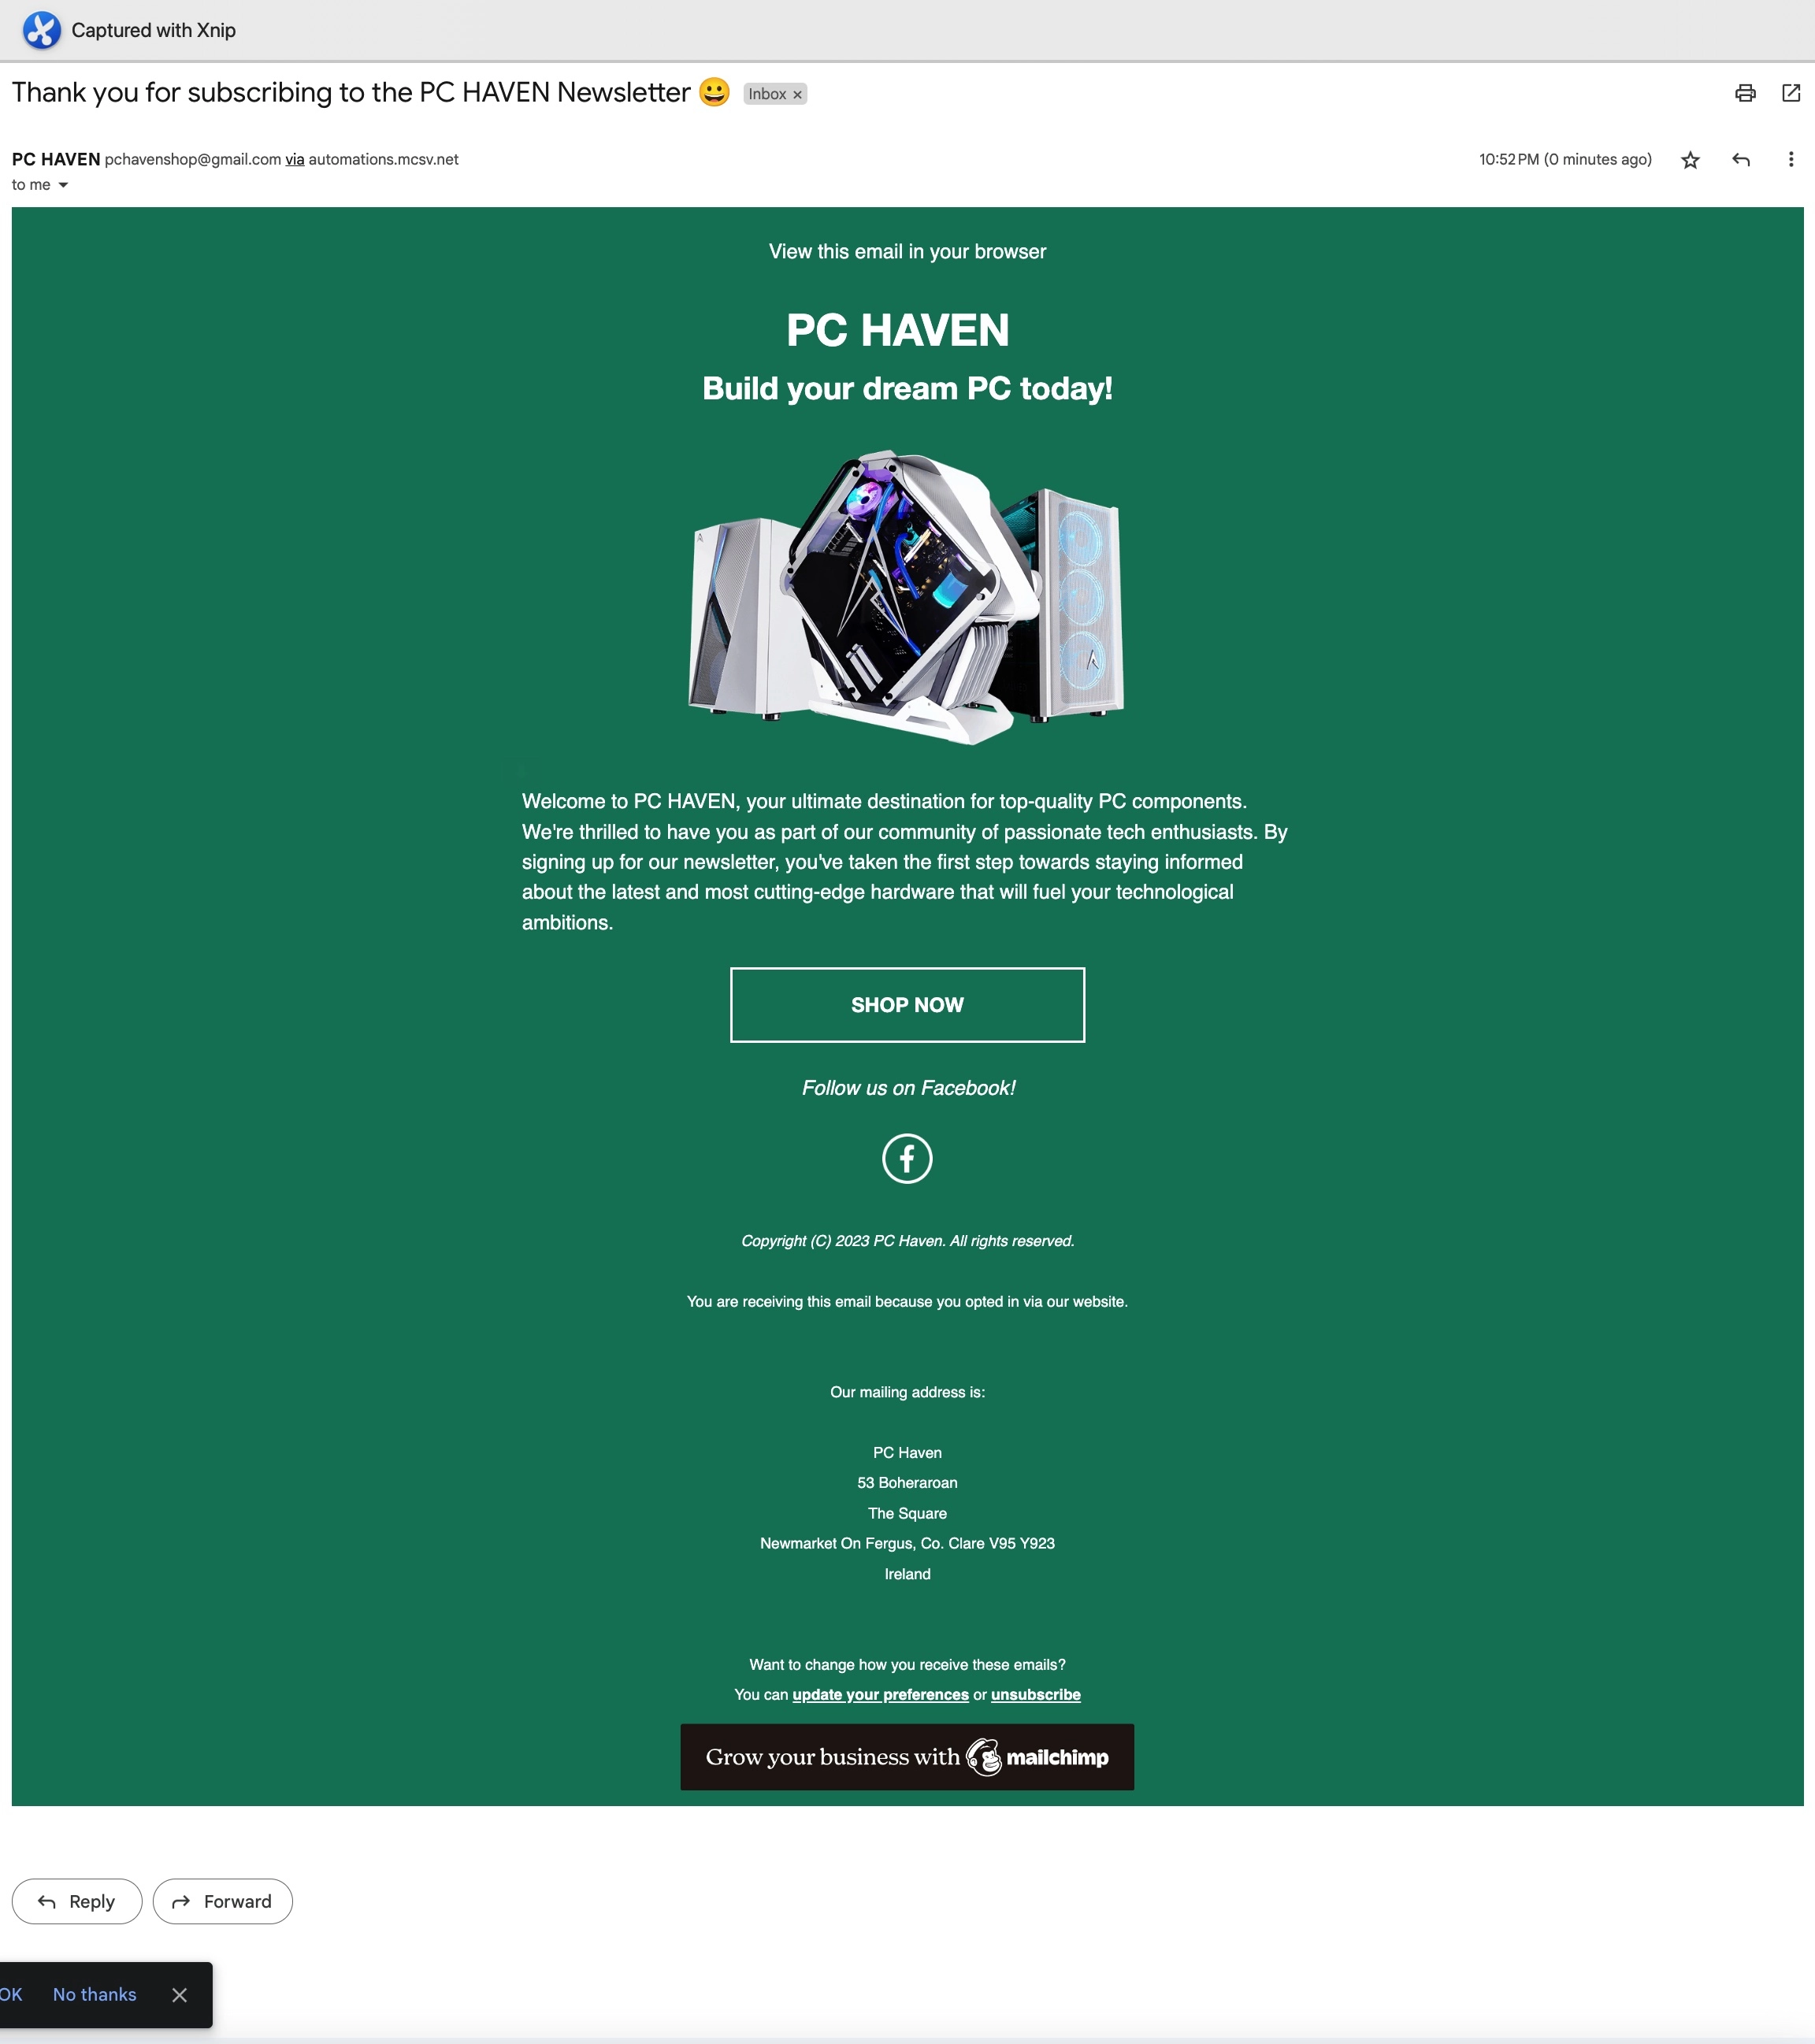 Captured with Xnip
Thank you for subscribing to the PC HAVEN Newsletter 😀 Inbox ×
PC HAVEN pchavenshop@gmail.com via automations.mcsv.net 10:52 PM (0 minutes ago)
to me
View this email in your browser
PC HAVEN
Build your dream PC today!
Welcome to PC HAVEN, your ultimate destination for top-quality PC components.
We're thrilled to have you as part of our community of passionate tech enthusiasts. By
signing up for our newsletter, you've taken the first step towards staying informed
about the latest and most cutting-edge hardware that will fuel your technological
ambitions.
SHOP NOW
Follow us on Facebook!
Copyright (C) 2023 PC Haven. All rights reserved.
You are receiving this email because you opted in via our website.
Our mailing address is:
PC Haven
53 Boheraroan
The Square
Newmarket On Fergus, Co. Clare V95 Y923
Ireland
Want to change how you receive these emails?
You can update your preferences or unsubscribe
Grow your business with mailchimp
Reply Forward
OK No thanks